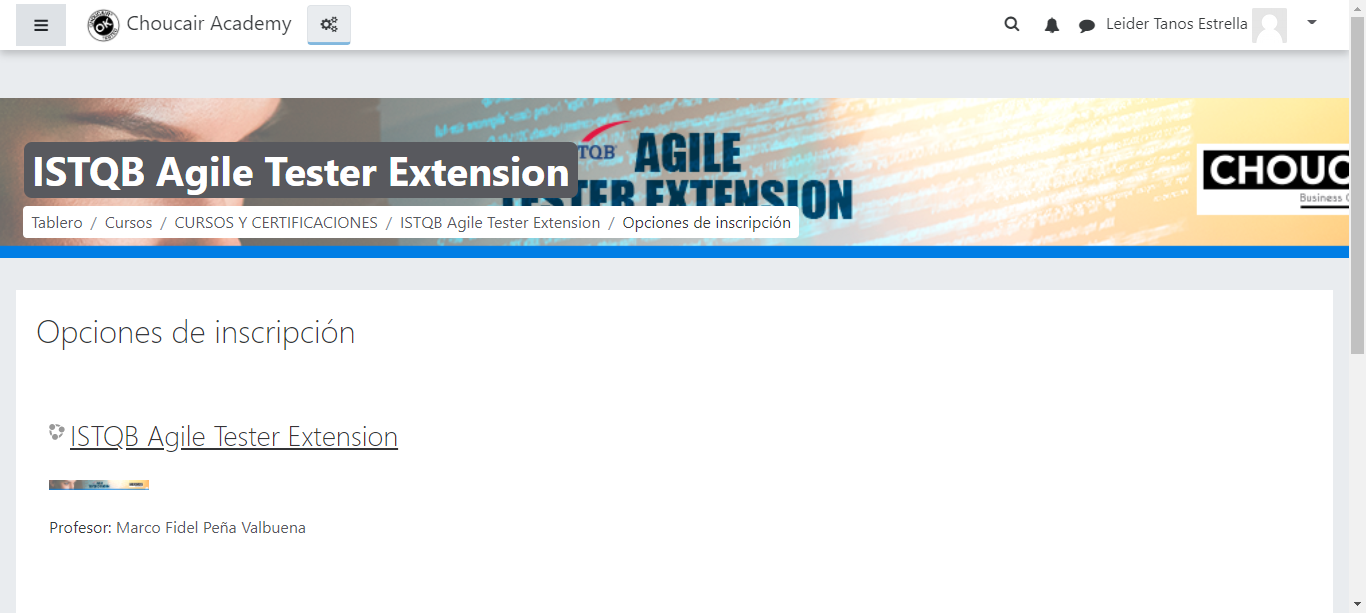 Choucair Academy
Leider Tanos Estrella
TQB
AGILE
TESTER EXTENSION
CHOUC
Business
ISTQB Agile Tester Extension
Tablero / Cursos / CURSOS Y CERTIFICACIONES / ISTQB Agile Tester Extension / Opciones de inscripción
Opciones de inscripción
ISTQB Agile Tester Extension
Profesor: Marco Fidel Peña Valbuena